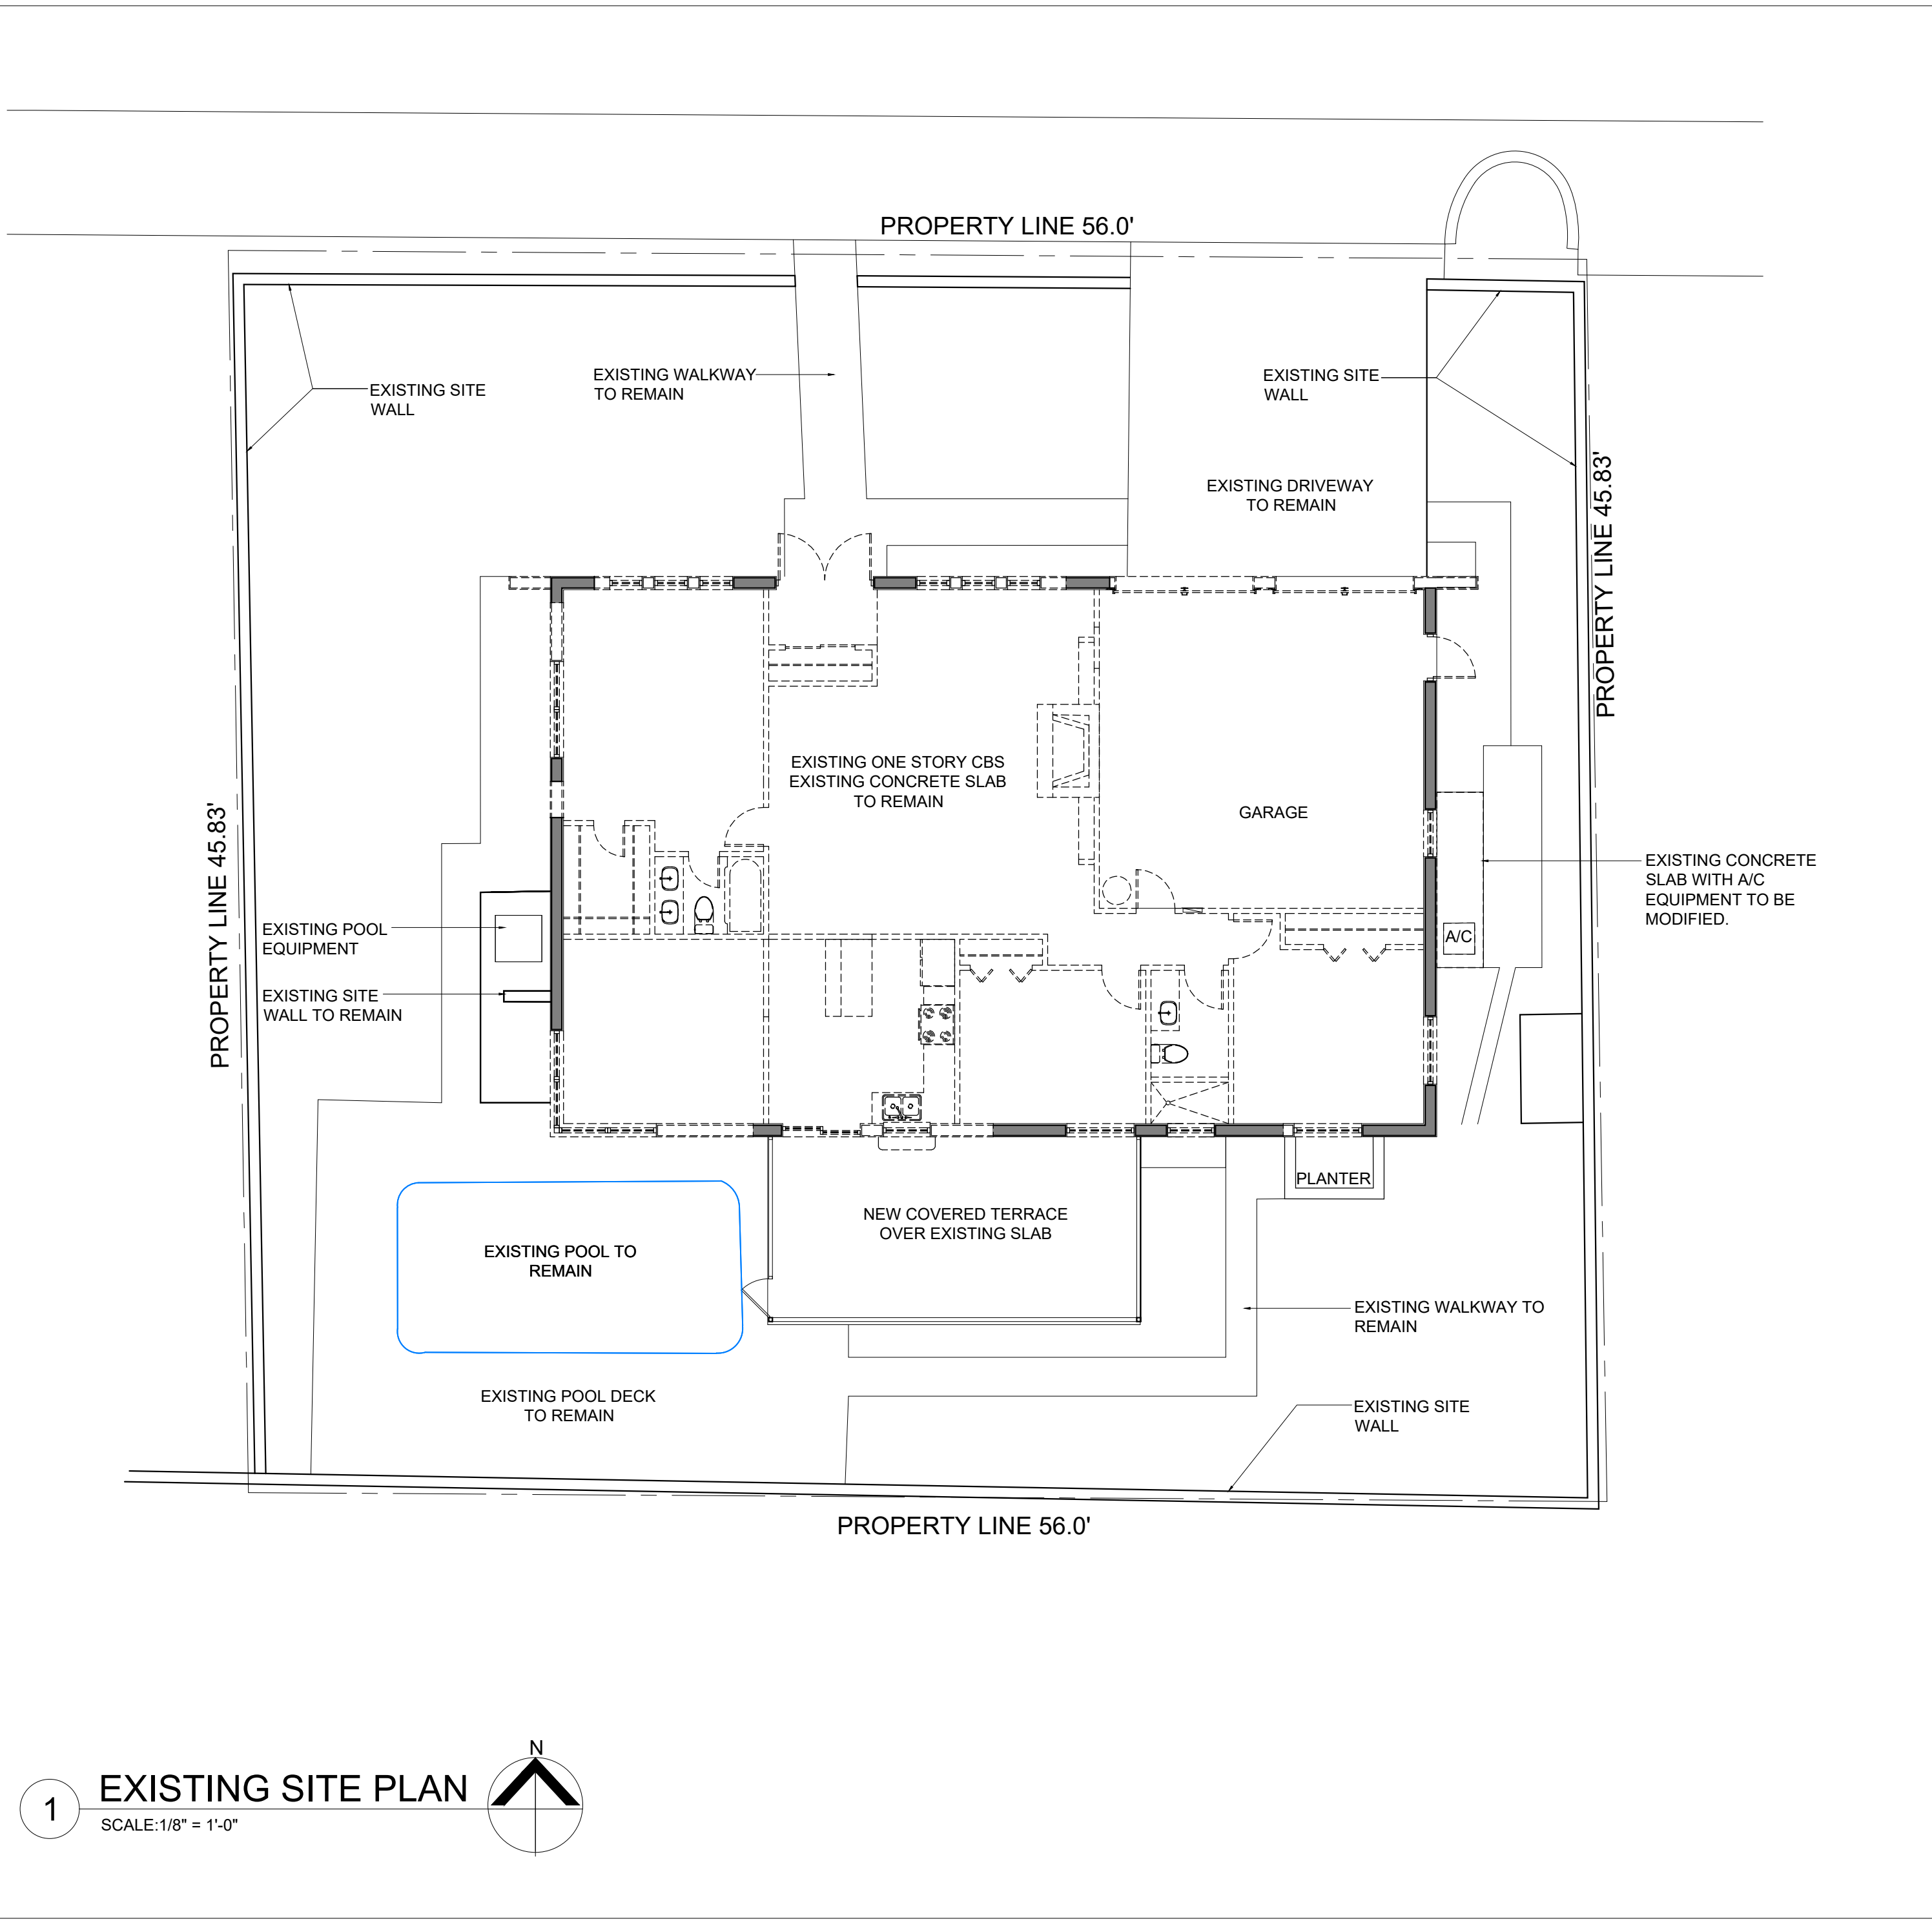 PROPERTY LINE 56.0'
EXISTING SITE
WALL
EXISTING WALKWAY
TO REMAIN
EXISTING SITE
WALL
EXISTING DRIVEWAY
TO REMAIN
PROPERTY LINE 45.83'
EXISTING ONE STORY CBS
EXISTING CONCRETE SLAB
TO REMAIN
GARAGE
PROPERTY LINE 45.83'
EXISTING CONCRETE
SLAB WITH A/C
EQUIPMENT TO BE
MODIFIED.
A/C
EXISTING POOL
EQUIPMENT
EXISTING SITE
WALL TO REMAIN
PLANTER
NEW COVERED TERRACE
OVER EXISTING SLAB
EXISTING POOL TO
REMAIN
EXISTING WALKWAY TO
REMAIN
EXISTING POOL DECK
TO REMAIN
EXISTING SITE
WALL
PROPERTY LINE 56.0'
N
1
EXISTING SITE PLAN
SCALE:1/8" = 1'-0"